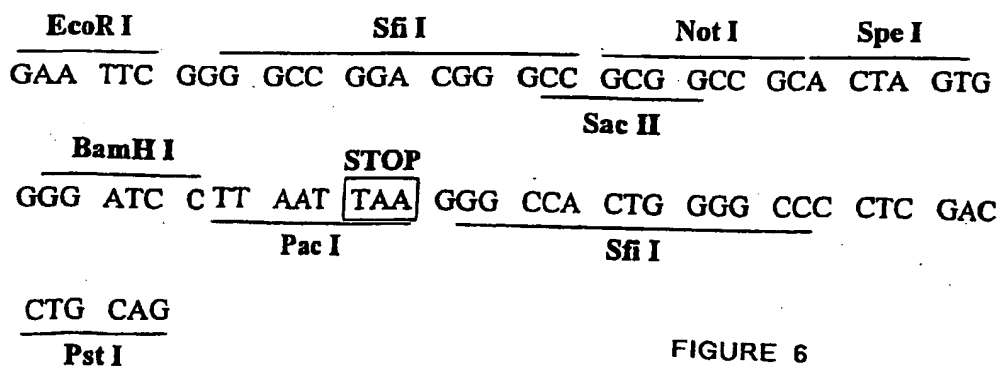 EcoR I Sfi I Not I Spe I
GAA TTC GGG GCC GGA CGG GCC GCG GCC GCA CTA GTG
Sac II
BamH I STOP
GGG ATC C TT AAT TAA GGG CCA CTG GGG CCC CTC GAC
Pac I Sfi I
CTG CAG
Pst I
FIGURE 6